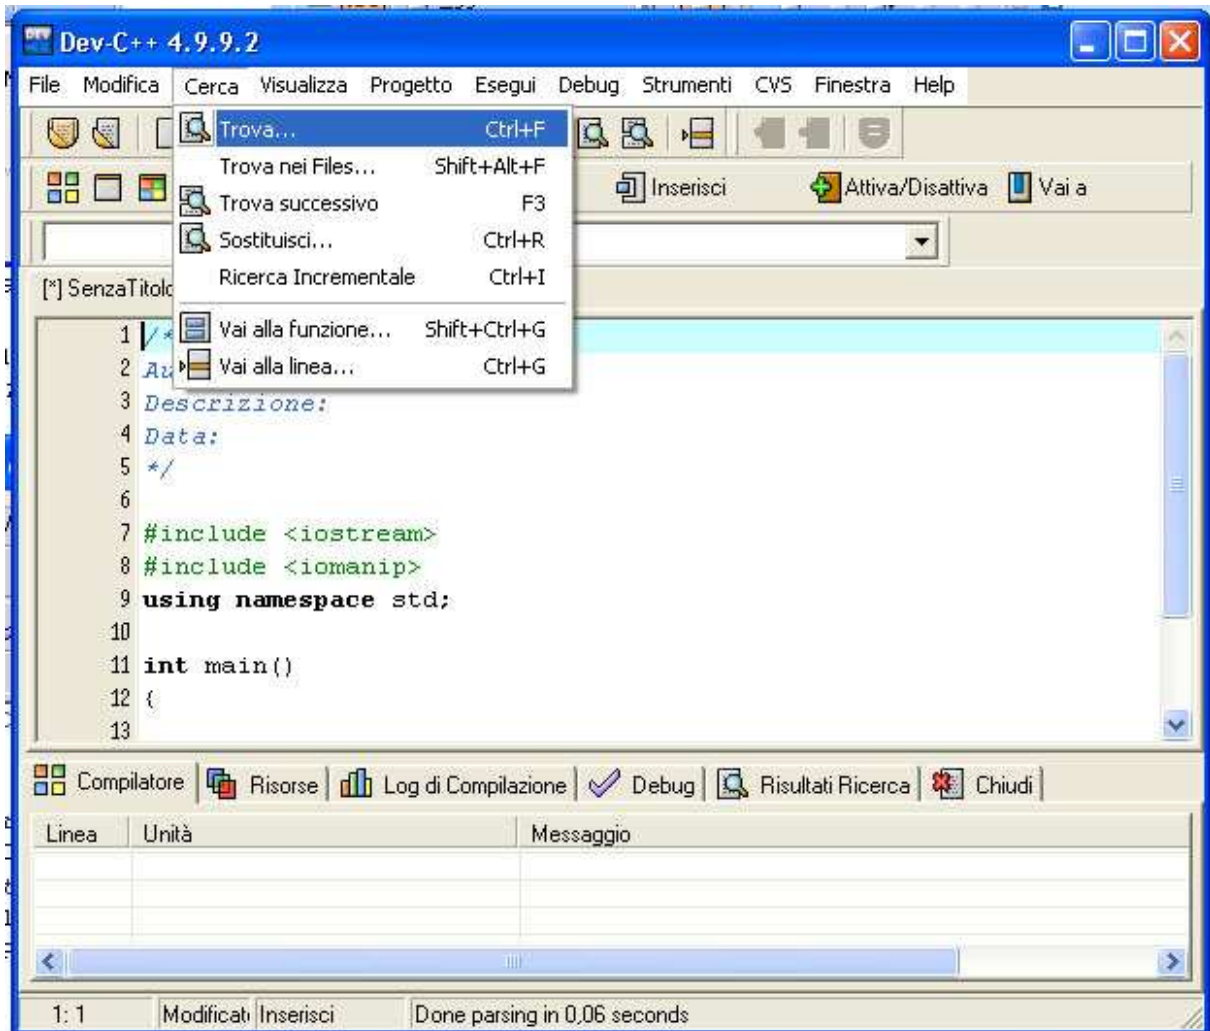 Dev-C++ 4.9.9.2
File Modifica Cerca Visualizza Progetto Esegui Debug Strumenti CVS Finestra Help
Trova... Ctrl+F
Trova nei Files... Shift+Alt+F
Trova successivo F3
Sostituisci... Ctrl+R
Ricerca Incrementale Ctrl+I
Vai alla funzione... Shift+Ctrl+G
Vai alla linea... Ctrl+G
Inserisci Attiva/Disattiva Vai a
[*] SenzaTitolo
1 /*
2 Au
3 Descrizione:
4 Data:
5 */
6
7 #include <iostream>
8 #include <iomanip>
9 using namespace std;
10
11 int main()
12 {
13
Compilatore Risorse Log di Compilazione Debug Risultati Ricerca Chiudi
Linea Unità Messaggio
1: 1 Modificat Inserisci Done parsing in 0,06 seconds